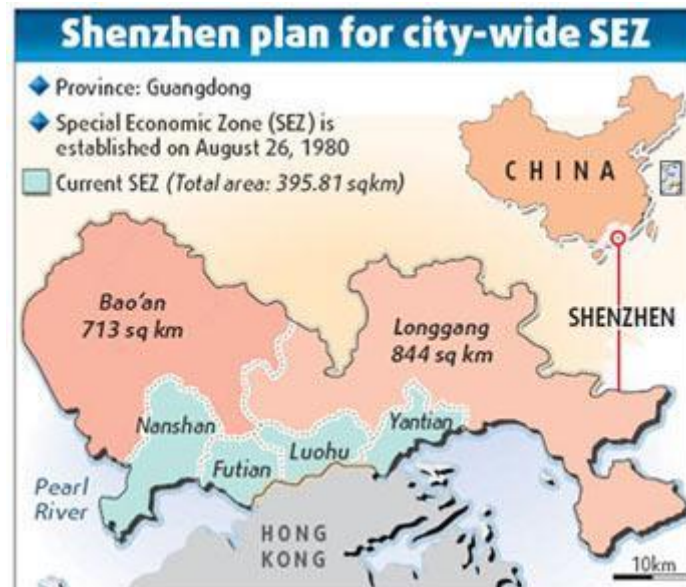 Shenzhen plan for city-wide SEZ
Province: Guangdong
Special Economic Zone (SEZ) is
established on August 26, 1980
Current SEZ (Total area: 395.81 sqkm)
CHINA
Bao'an
713 sq km
Longgang
844 sq km
SHENZHEN
Nanshan
Futian
Luohu
Yantian
Pearl
River
HONG
KONG
10km